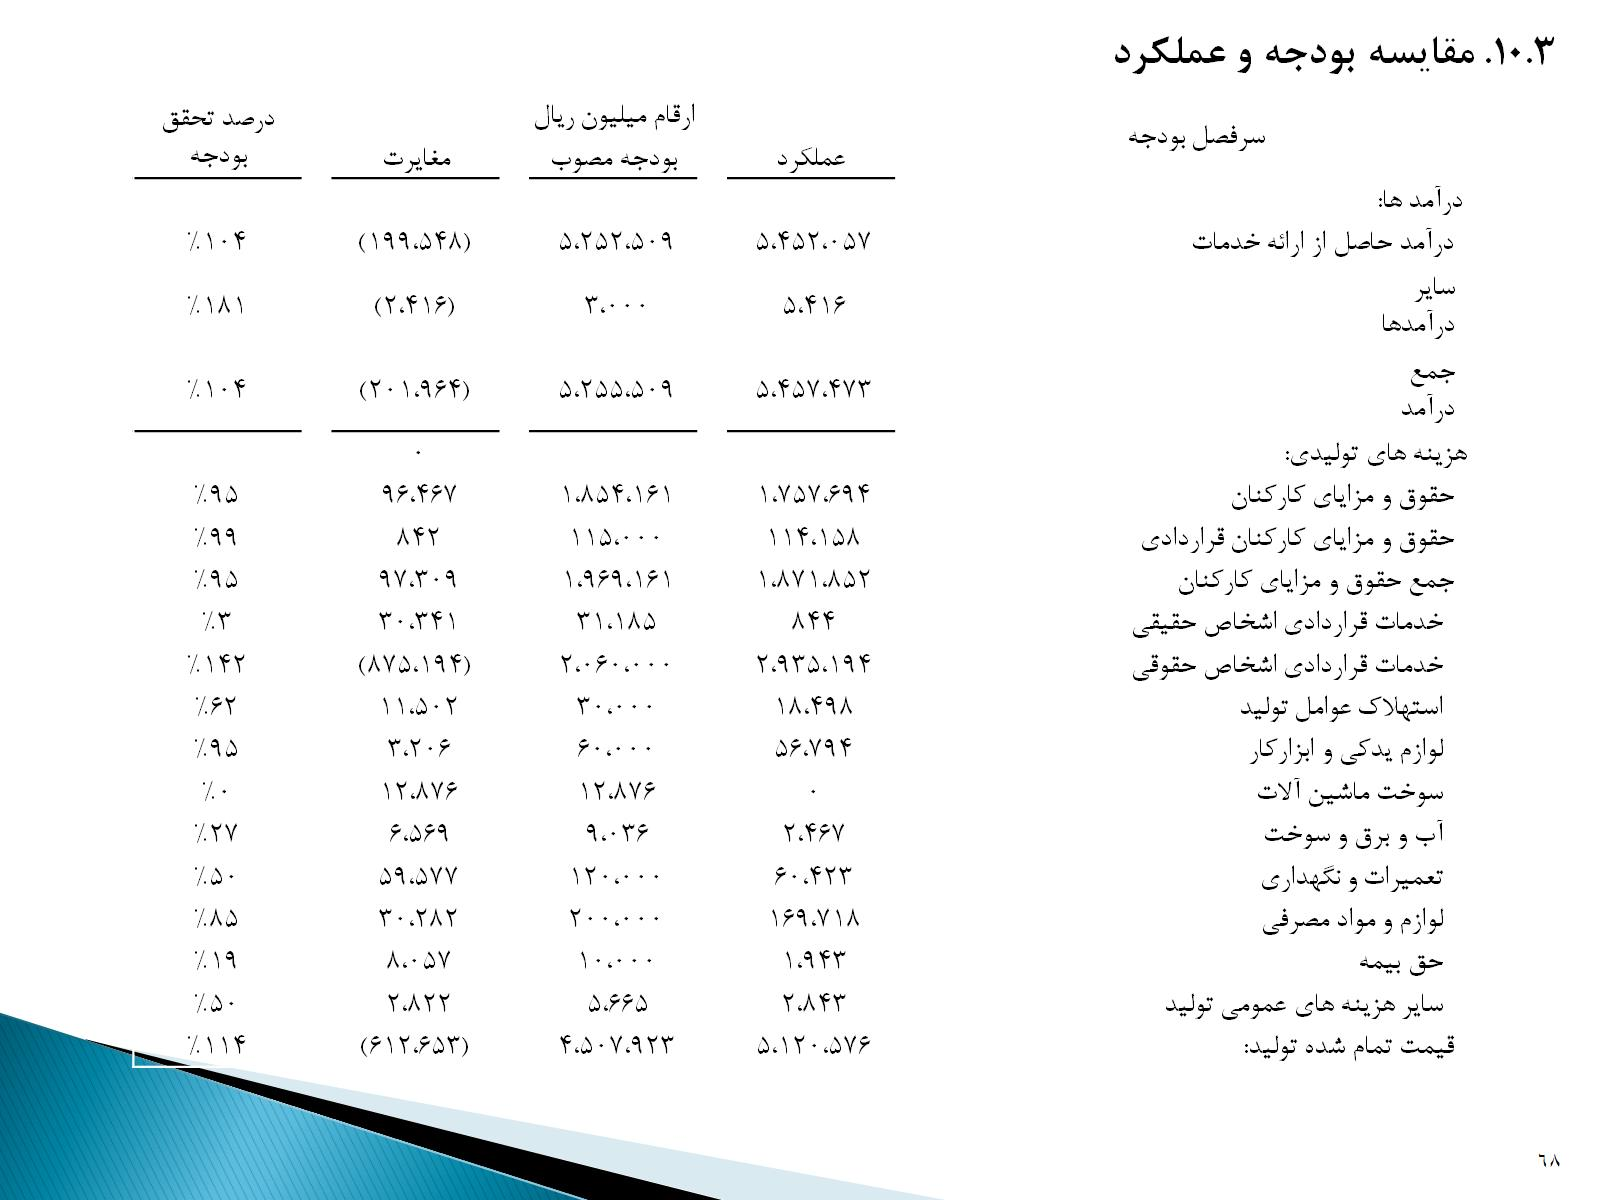 ۱۰.۳. مقایسه بودجه و عملکرد
ارقام میلیون ریال
سرفصل بودجه عملکرد بودجه مصوب مغایرت درصد تحقق بودجه
درآمد ها:
درآمد حاصل از ارائه خدمات ۵،۴۵۲،۰۵۷ ۵،۲۵۲،۵۰۹ (۱۹۹،۵۴۸) ٪۱۰۴
سایر درآمدها ۵،۴۱۶ ۳،۰۰۰ (۲،۴۱۶) ٪۱۸۱
جمع درآمد ۵،۴۵۷،۴۷۳ ۵،۲۵۵،۵۰۹ (۲۰۱،۹۶۴) ٪۱۰۴
هزینه های تولیدی: ۰
حقوق و مزایای کارکنان ۱،۷۵۷،۶۹۴ ۱،۸۵۴،۱۶۱ ۹۶،۴۶۷ ٪۹۵
حقوق و مزایای کارکنان قراردادی ۱۱۴،۱۵۸ ۱۱۵،۰۰۰ ۸۴۲ ٪۹۹
جمع حقوق و مزایای کارکنان ۱،۸۷۱،۸۵۲ ۱،۹۶۹،۱۶۱ ۹۷،۳۰۹ ٪۹۵
خدمات قراردادی اشخاص حقیقی ۸۴۴ ۳۱،۱۸۵ ۳۰،۳۴۱ ٪۳
خدمات قراردادی اشخاص حقوقی ۲،۹۳۵،۱۹۴ ۲،۰۶۰،۰۰۰ (۸۷۵،۱۹۴) ٪۱۴۲
استهلاک عوامل تولید ۱۸،۴۹۸ ۳۰،۰۰۰ ۱۱،۵۰۲ ٪۶۲
لوازم یدکی و ابزارکار ۵۶،۷۹۴ ۶۰،۰۰۰ ۳،۲۰۶ ٪۹۵
سوخت ماشین آلات ۰ ۱۲،۸۷۶ ۱۲،۸۷۶ ٪۰
آب و برق و سوخت ۲،۴۶۷ ۹،۰۳۶ ۶،۵۶۹ ٪۲۷
تعمیرات و نگهداری ۶۰،۴۲۳ ۱۲۰،۰۰۰ ۵۹،۵۷۷ ٪۵۰
لوازم و مواد مصرفی ۱۶۹،۷۱۸ ۲۰۰،۰۰۰ ۳۰،۲۸۲ ٪۸۵
حق بیمه ۱،۹۴۳ ۱۰،۰۰۰ ۸،۰۵۷ ٪۱۹
سایر هزینه های عمومی تولید ۲،۸۴۳ ۵،۶۶۵ ۲،۸۲۲ ٪۵۰
قیمت تمام شده تولید: ۵،۱۲۰،۵۷۶ ۴،۵۰۷،۹۲۳ (۶۱۲،۶۵۳) ٪۱۱۴
٦٨